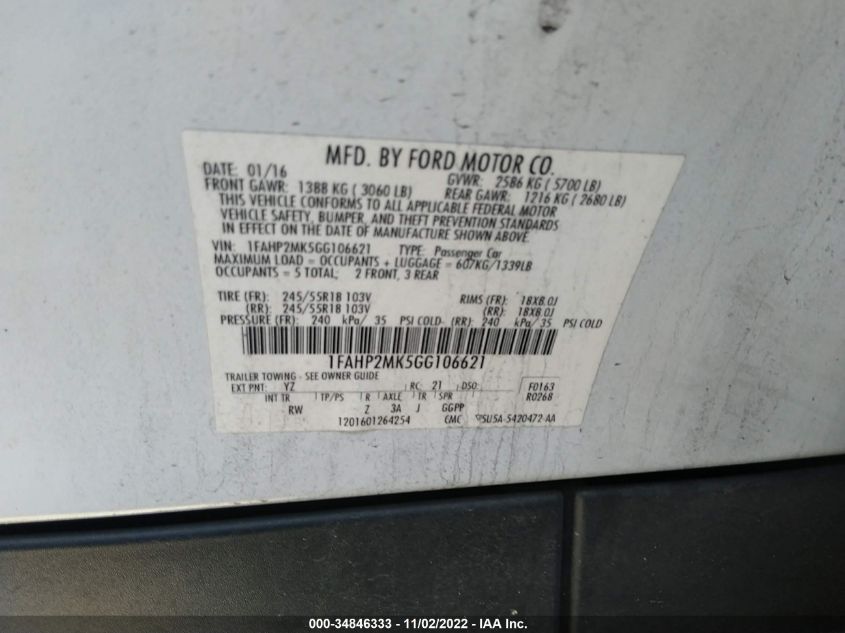 MFD. BY FORD MOTOR CO.
DATE: 01/16 GVWR: 2586 KG ( 5700 LB)
FRONT GAWR: 1388 KG ( 3060 LB) REAR GAWR: 1216 KG ( 2680 LB)
THIS VEHICLE CONFORMS TO ALL APPLICABLE FEDERAL MOTOR
VEHICLE SAFETY, BUMPER, AND THEFT PREVENTION STANDARDS
IN EFFECT ON THE DATE OF MANUFACTURE SHOWN ABOVE.
VIN: 1FAHP2MK5GG106621 TYPE: Passenger Car
MAXIMUM LOAD = OCCUPANTS + LUGGAGE = 607KG/1339LB
OCCUPANTS = 5 TOTAL; 2 FRONT, 3 REAR
TIRE (FR): 245/55R18 103V RIMS (FR): 18X8.0J
(RR): 245/55R18 103V (RR): 18X8.0J
PRESSURE (FR): 240 kPa/ 35 PSI COLD- (RR): 240 kPa/ 35 PSI COLD
1FAHP2MK5GG106621
TRAILER TOWING - SEE OWNER GUIDE
EXT PNT: YZ RC: 21 DSO: F0163
INT TR TP/PS R AXLE TR SPR R0268
RW Z 3A J GGPP
1201601264254 CMC 5U5A-5420472-AA
000-34846333 - 11/02/2022 - IAA Inc.